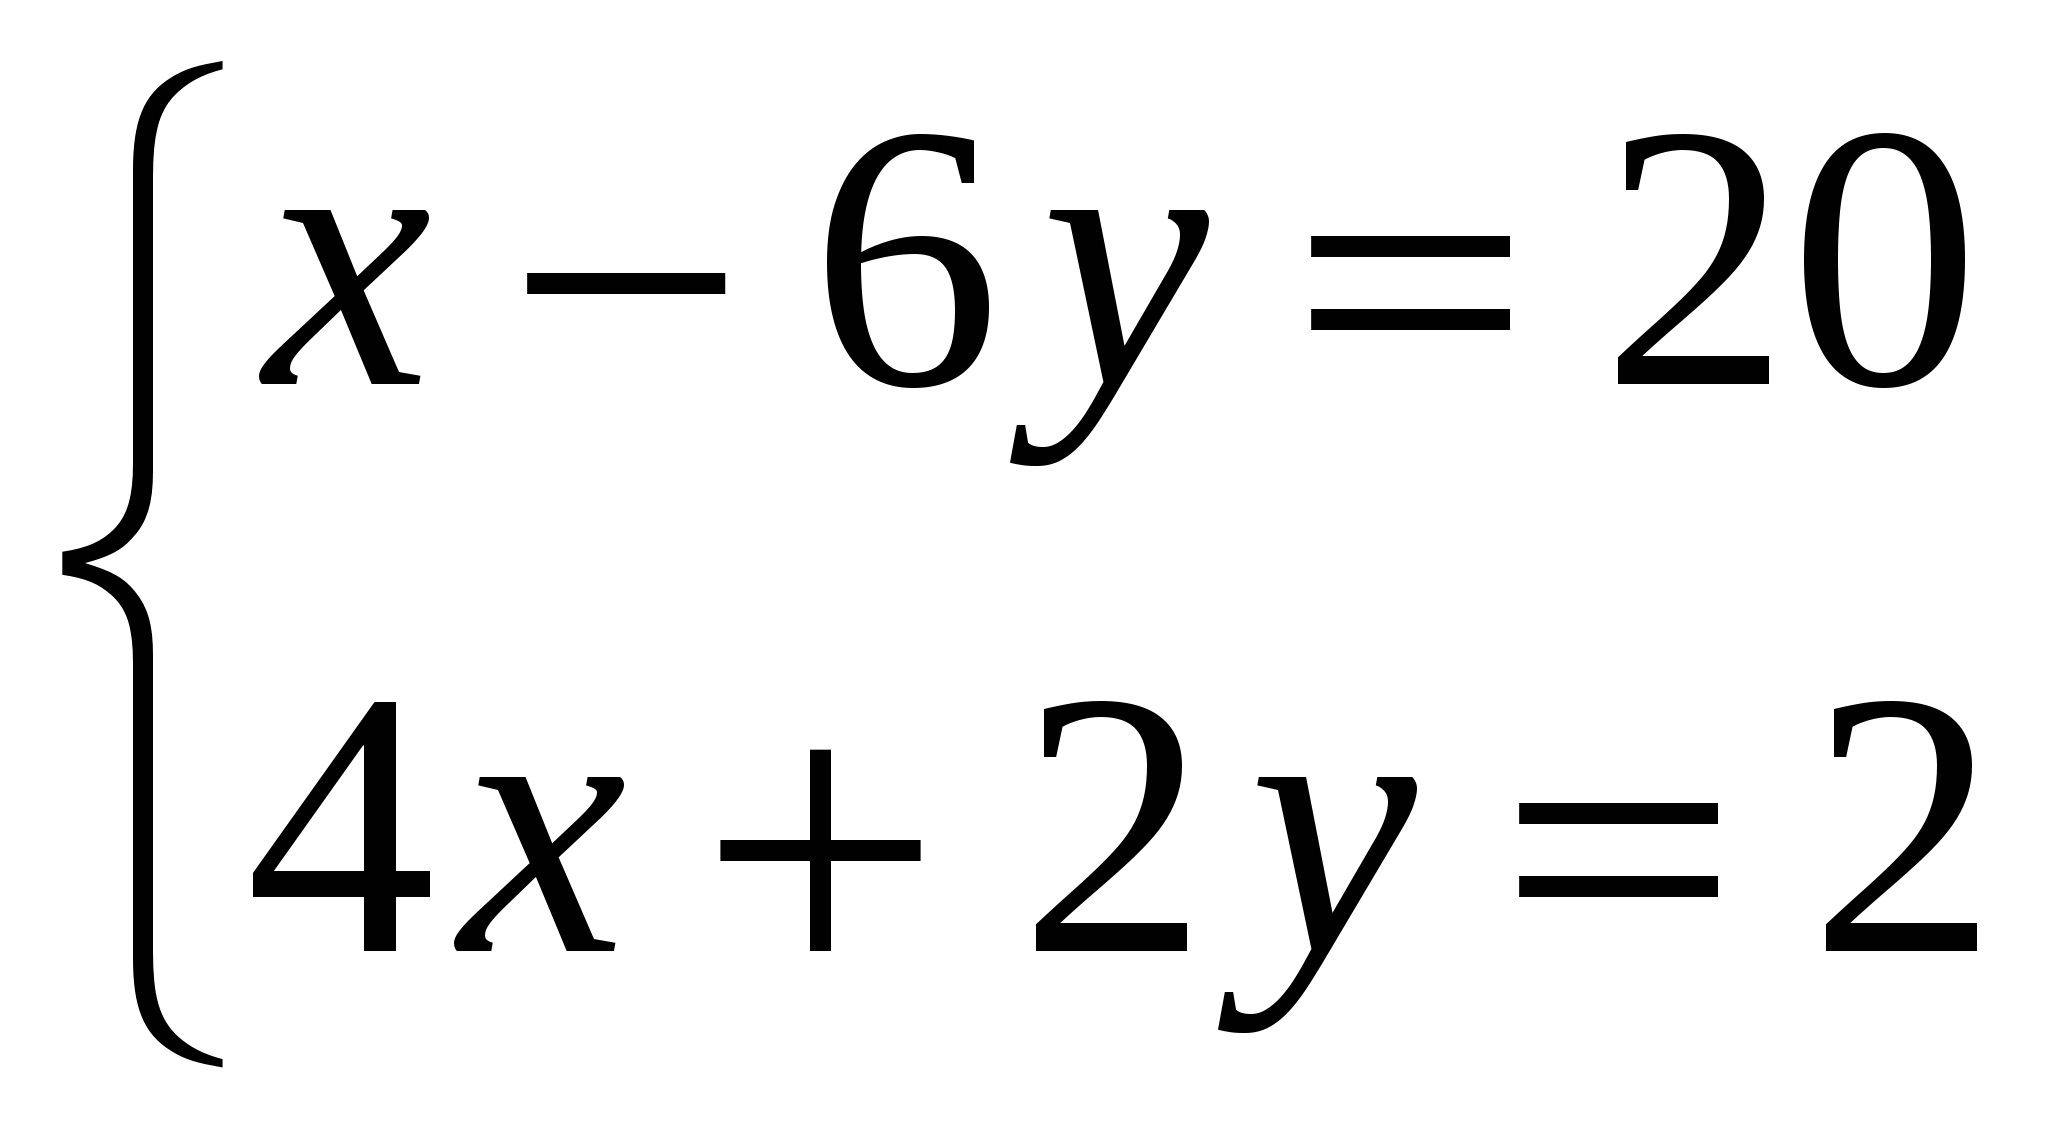 x − 6y = 20
4x + 2y = 2